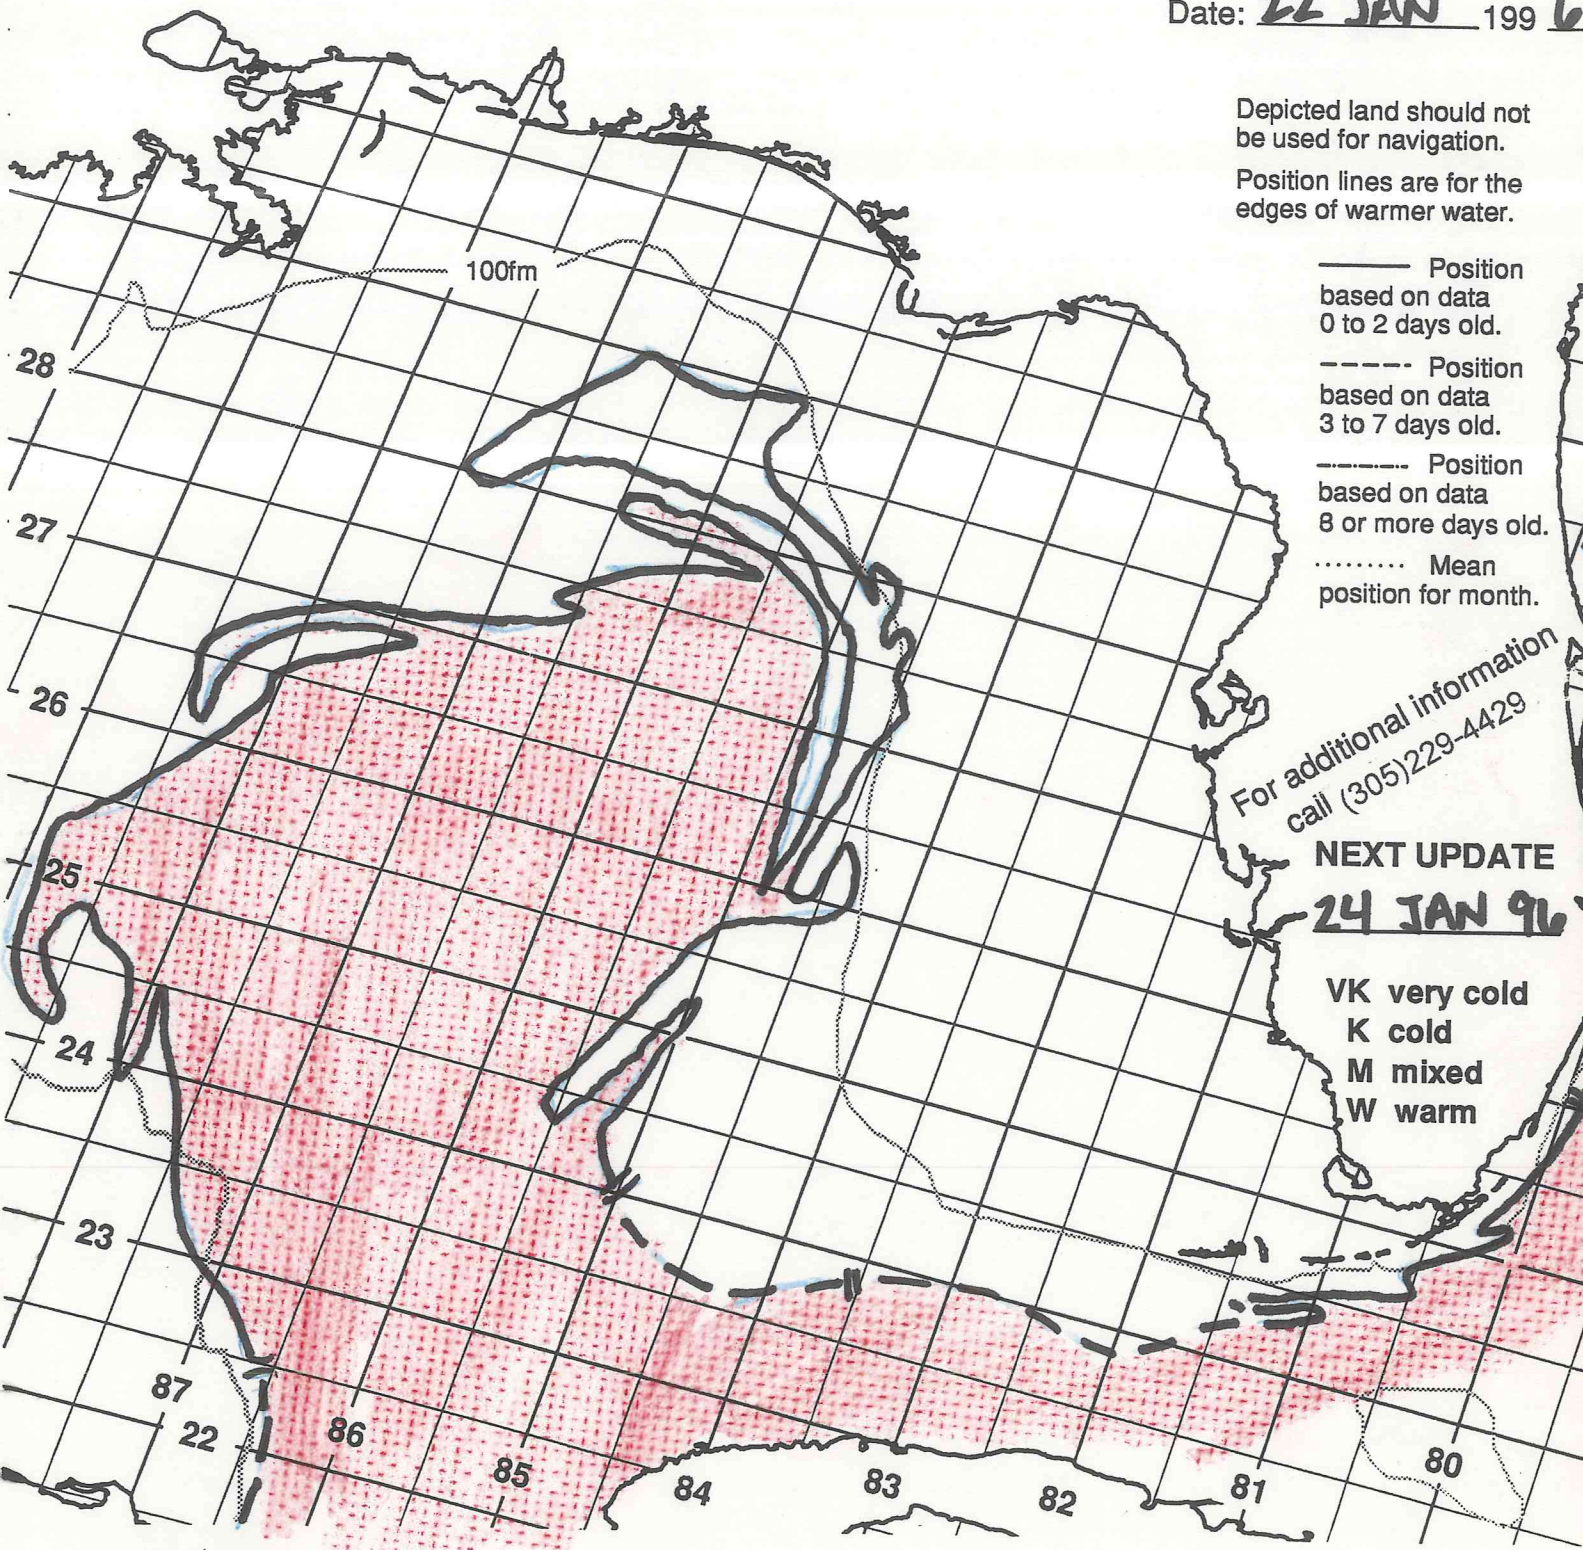 Date: 22 JAN 199 6
Depicted land should not
be used for navigation.
Position lines are for the
edges of warmer water.
Position
based on data
0 to 2 days old.
Position
based on data
3 to 7 days old.
Position
based on data
8 or more days old.
Mean
position for month.
For additional information
call (305)229-4429
NEXT UPDATE
24 JAN 96
VK very cold
K cold
M mixed
W warm
100fm
28
27
26
25
24
23
87
22
86
85
84
83
82
81
80